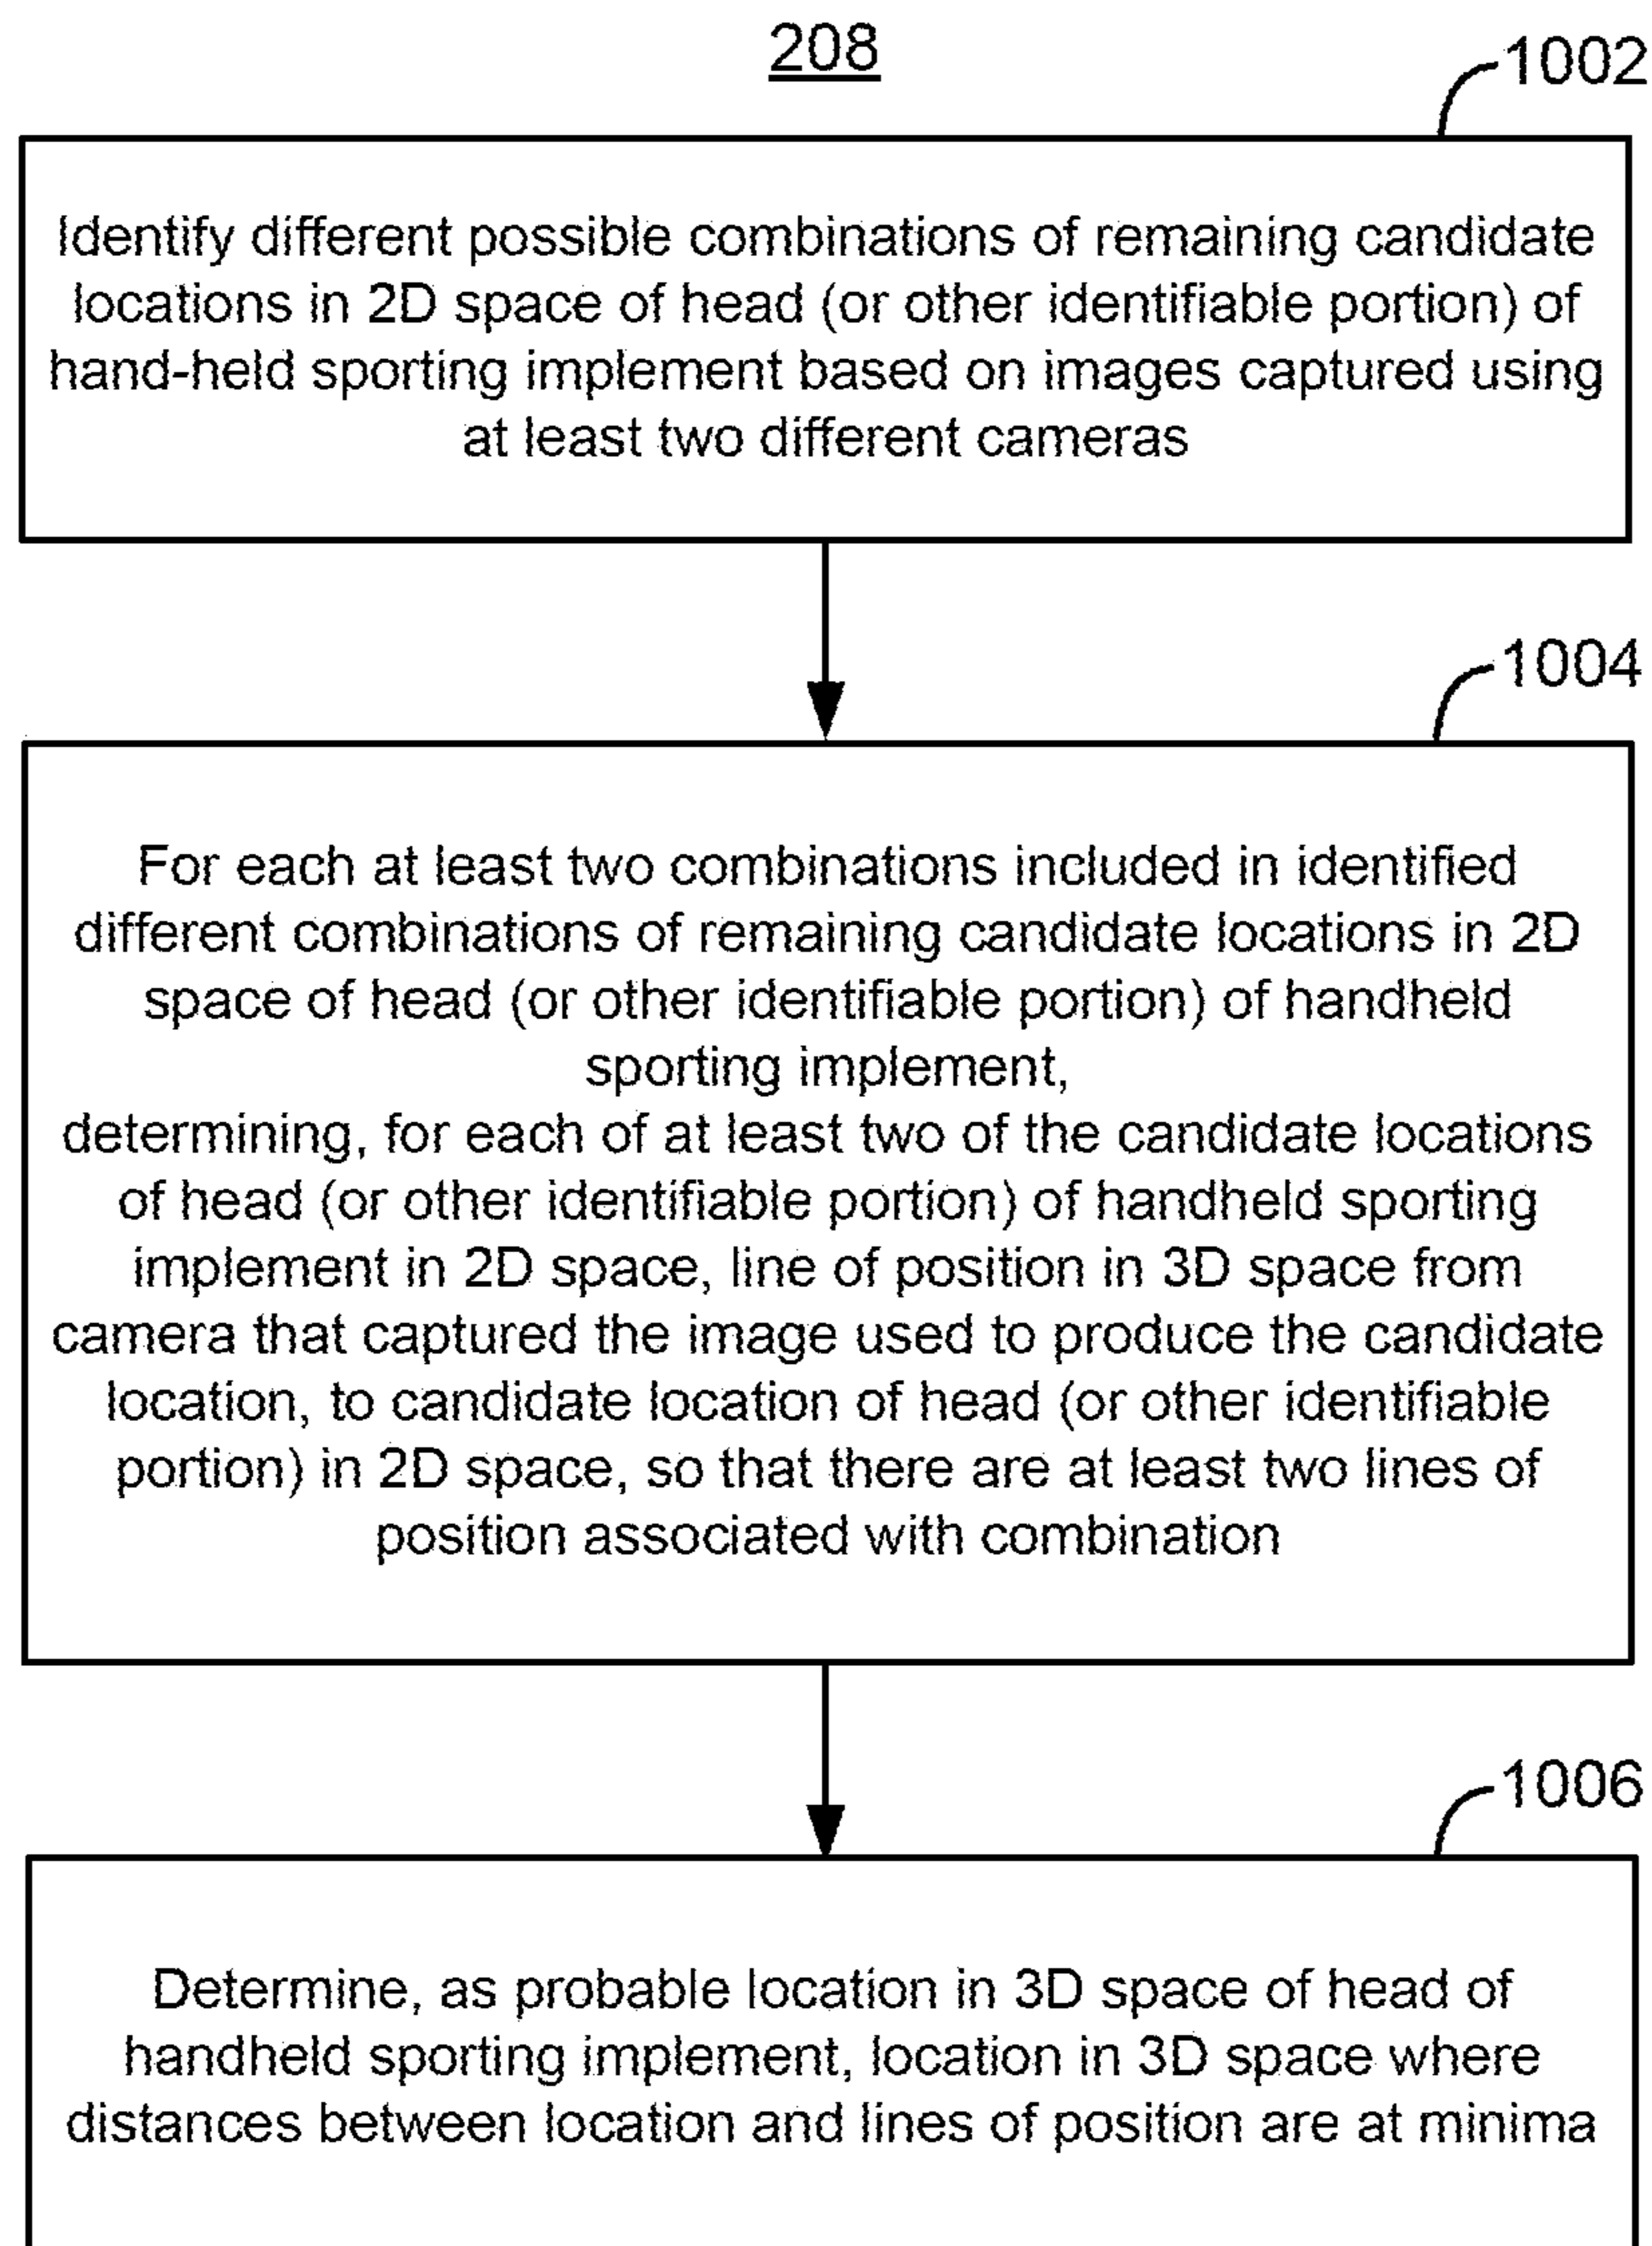 208
1002
Identify different possible combinations of remaining candidate
locations in 2D space of head (or other identifiable portion) of
hand-held sporting implement based on images captured using
at least two different cameras
1004
For each at least two combinations included in identified
different combinations of remaining candidate locations in 2D
space of head (or other identifiable portion) of handheld
sporting implement,
determining, for each of at least two of the candidate locations
of head (or other identifiable portion) of handheld sporting
implement in 2D space, line of position in 3D space from
camera that captured the image used to produce the candidate
location, to candidate location of head (or other identifiable
portion) in 2D space, so that there are at least two lines of
position associated with combination
1006
Determine, as probable location in 3D space of head of
handheld sporting implement, location in 3D space where
distances between location and lines of position are at minima